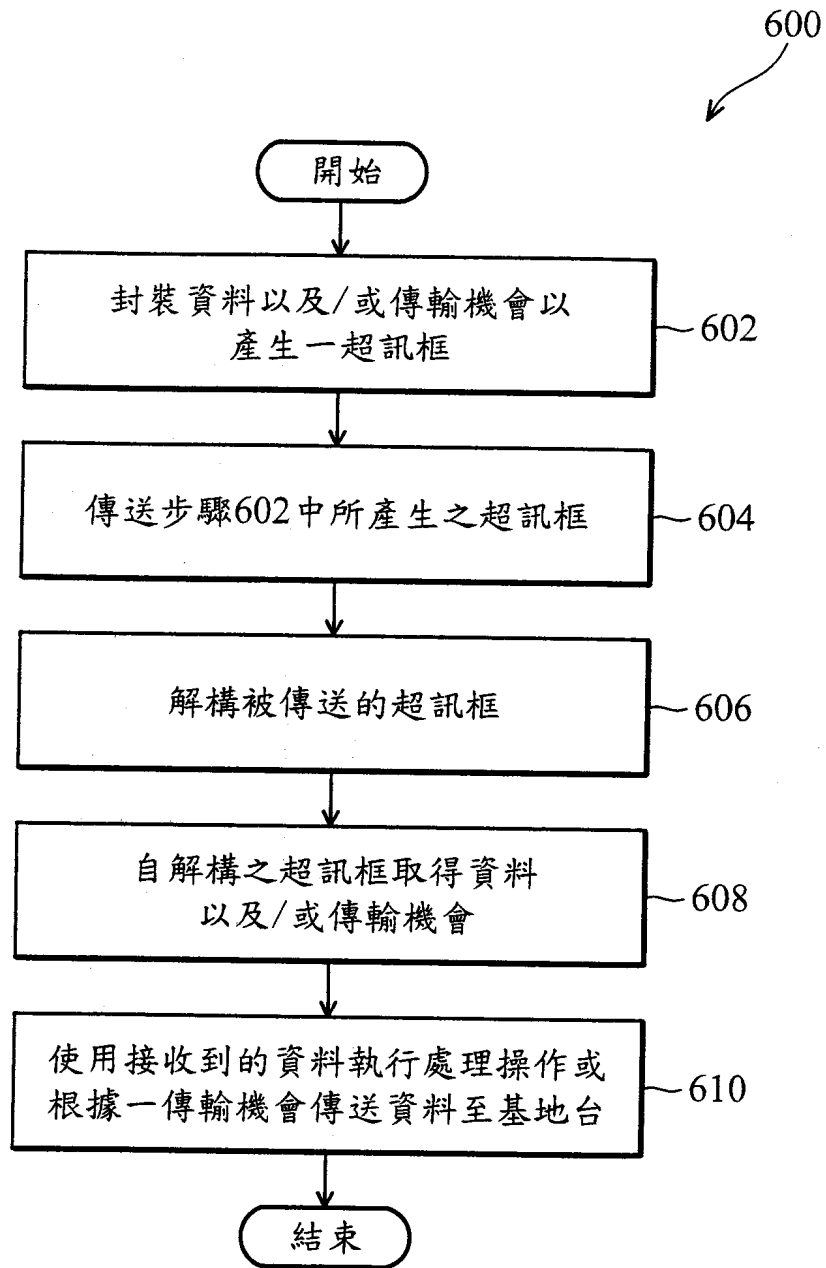 600
開始
封裝資料以及/或傳輸機會以
產生一超訊框
602
傳送步驟602中所產生之超訊框
604
解構被傳送的超訊框
606
自解構之超訊框取得資料
以及/或傳輸機會
608
使用接收到的資料執行處理操作或
根據一傳輸機會傳送資料至基地台
610
結束